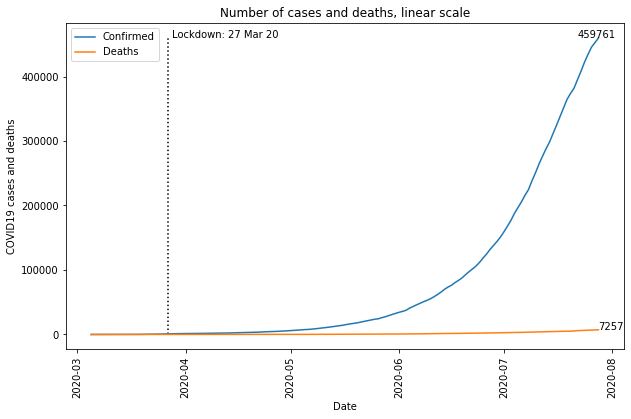 Number of cases and deaths, linear scale
Confirmed
Deaths
Lockdown: 27 Mar 20
459761
7257
COVID19 cases and deaths
400000
300000
200000
100000
0
2020-03
2020-04
2020-05
2020-06
2020-07
2020-08
Date